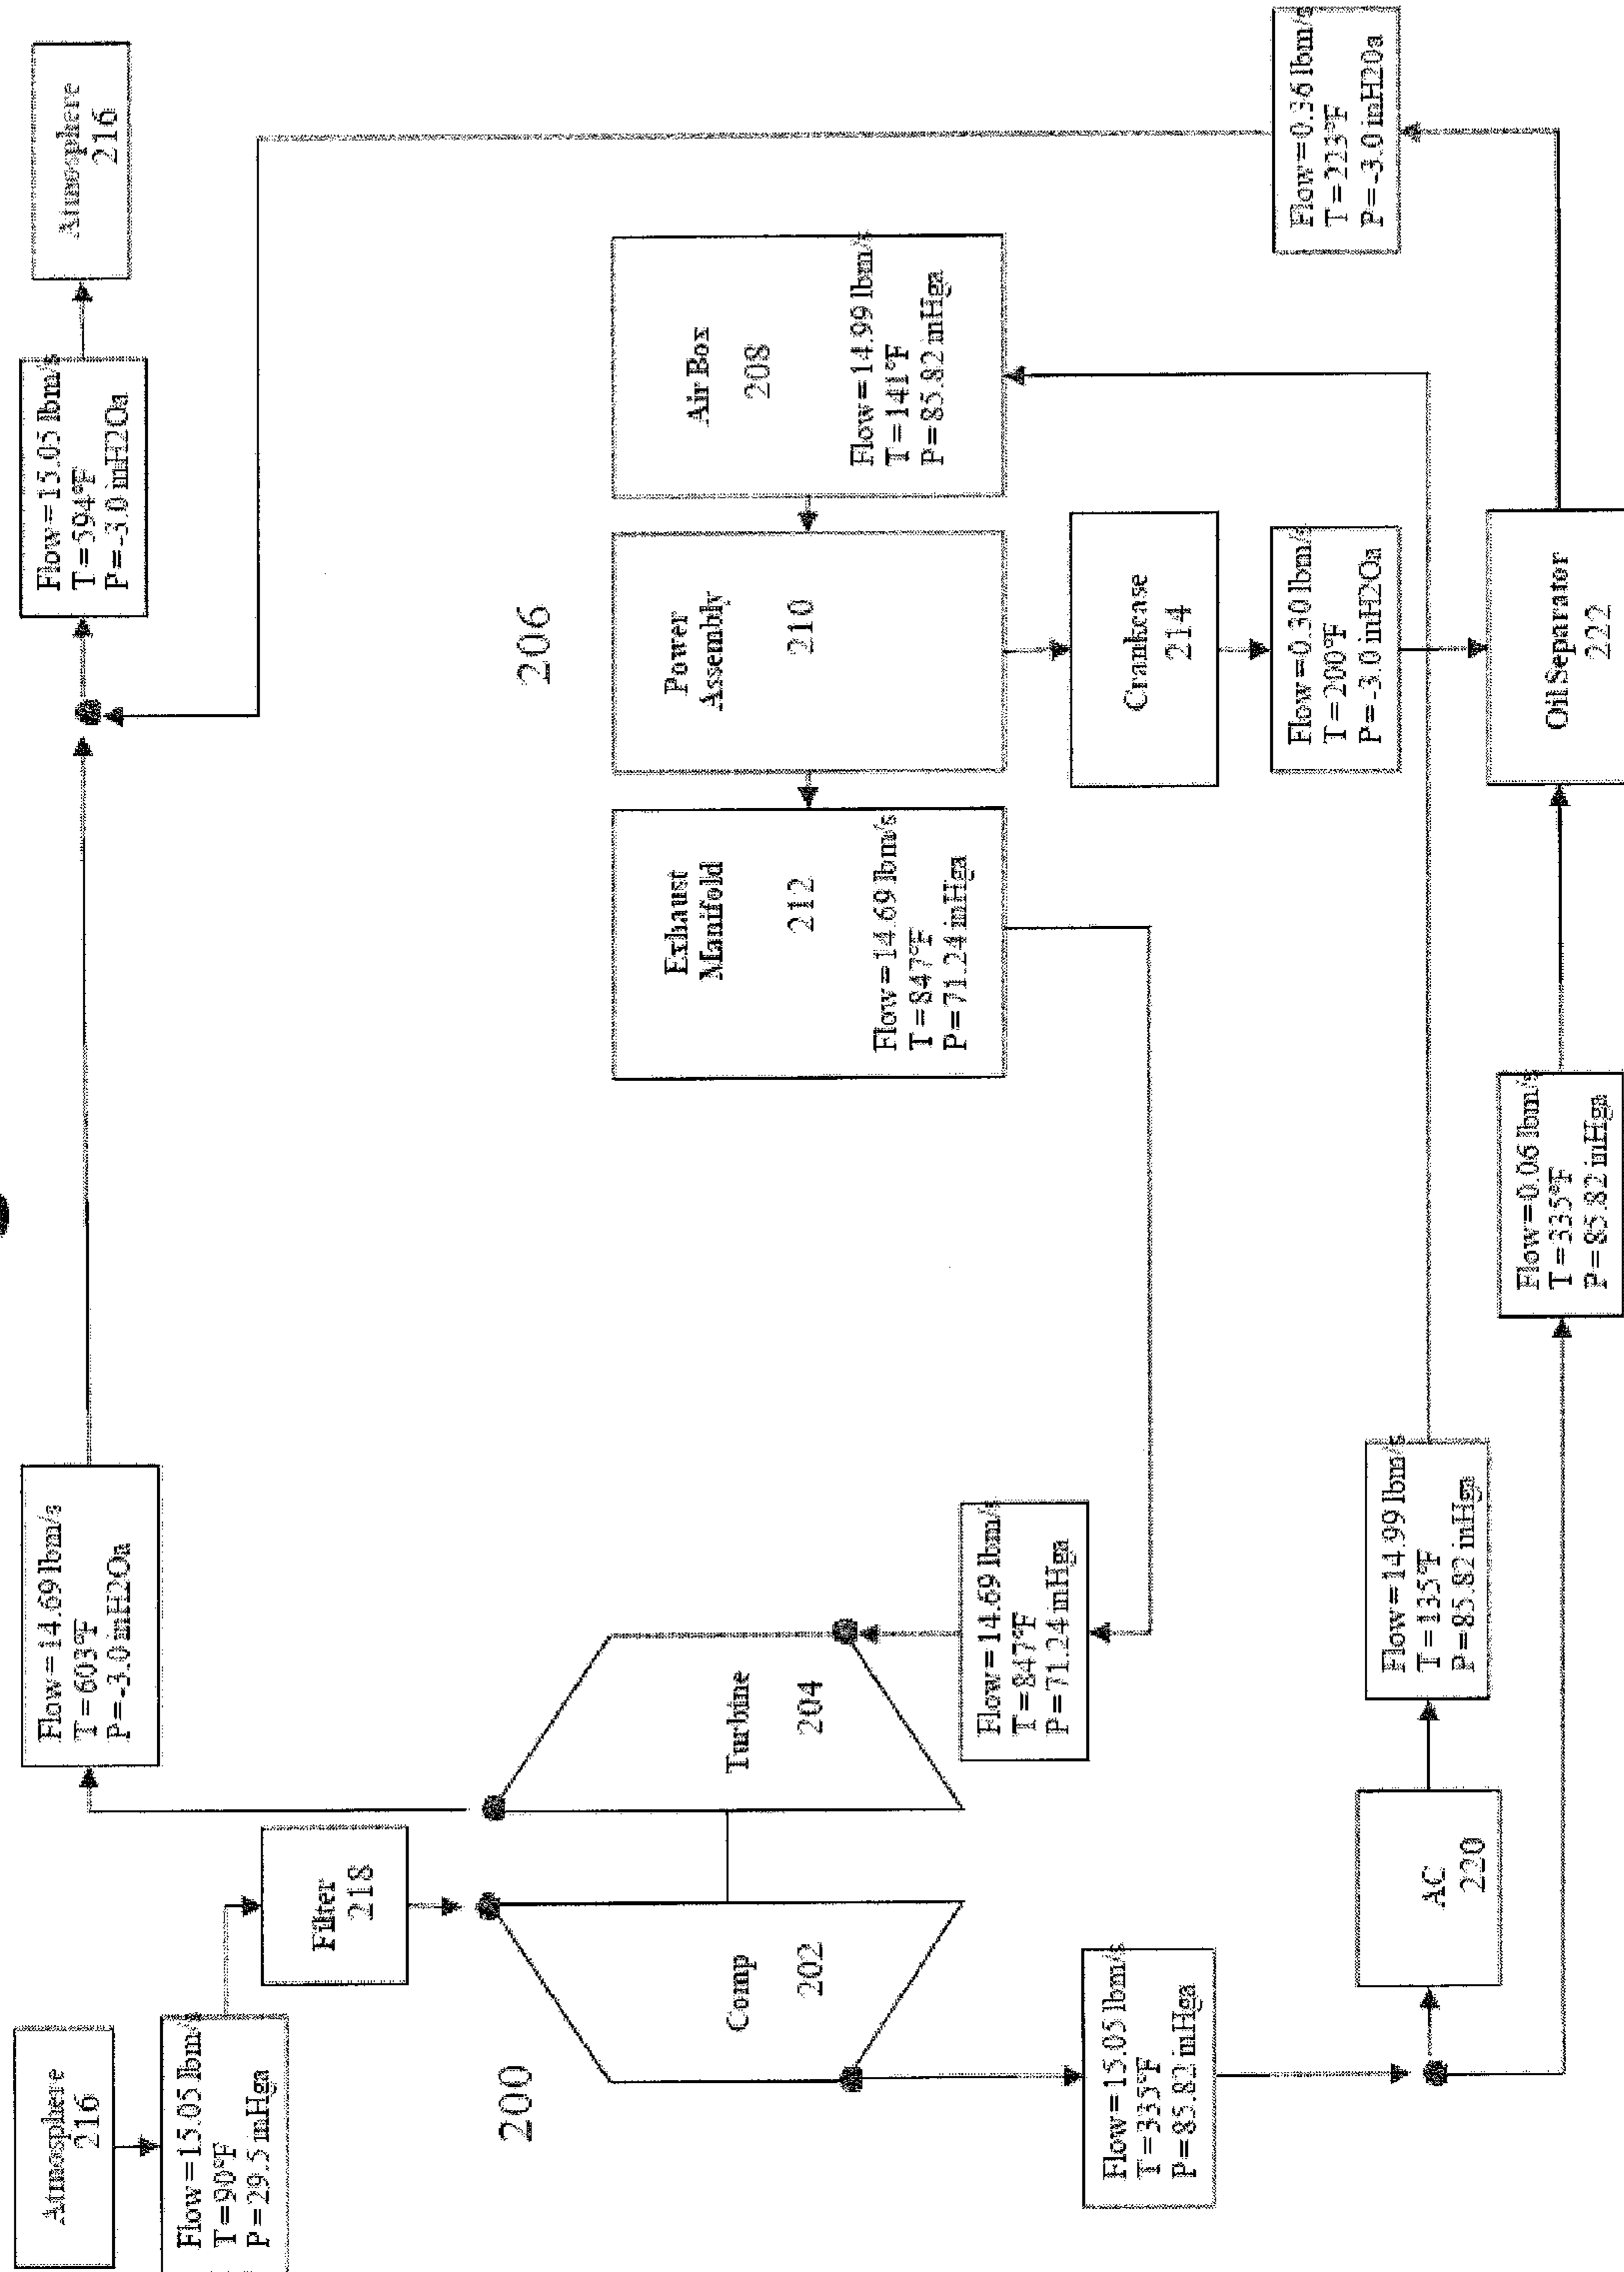 Atmosphere
216
Flow=15.05 lbm/s
T=90°F
P=29.5 inHga
Filter
218
Flow=14.69 lbm/s
T=603°F
P=-3.0 inH2Oa
Flow=15.05 lbm/s
T=594°F
P=-3.0 inH2Oa
Atmosphere
216
200
Comp
202
Turbine
204
206
Exhaust
Manifold
212
Flow=14.69 lbm/s
T=847°F
P=71.24 inHga
Power
Assembly
210
Air Box
208
Flow=14.99 lbm/s
T=141°F
P=85.82 inHga
Flow=15.05 lbm/s
T=335°F
P=85.82 inHga
Flow=14.69 lbm/s
T=847°F
P=71.24 inHga
Crankcase
214
Flow=0.30 lbm/s
T=200°F
P=-3.0 inH2Oa
Flow=0.36 lbm/s
T=223°F
P=-3.0 inH20a
AC
220
Flow=14.99 lbm/s
T=135°F
P=85.82 inHga
Flow=0.06 lbm/s
T=335°F
P=85.82 inHga
Oil Separator
222